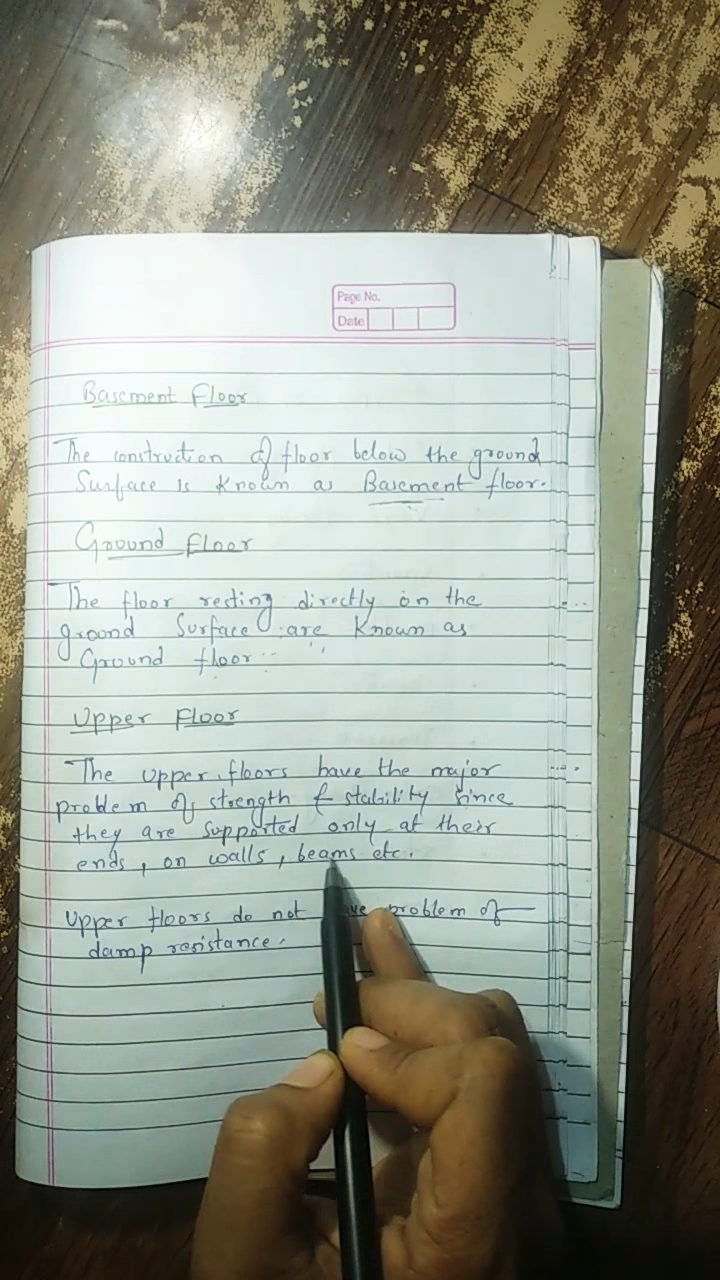 Page No.
Date
Basement Floor
The construction of floor below the ground
Surface is known as Basement floor.
Ground Floor
The floor resting directly on the
ground Surface are known as
Ground floor
Upper Floor
The upper floors have the major
problem of strength & stability since
they are supported only at their
ends, on walls, beams etc.
Upper floors do not problem of
damp resistance.